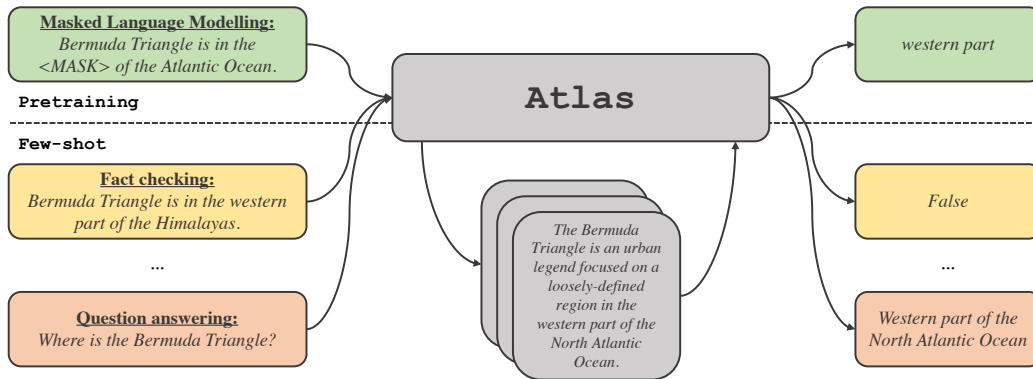 Masked Language Modelling:
Bermuda Triangle is in the
<MASK> of the Atlantic Ocean.
Atlas
western part
Pretraining
Few-shot
Fact checking:
Bermuda Triangle is in the western
part of the Himalayas.
...
Question answering:
Where is the Bermuda Triangle?
The Bermuda
Triangle is an urban
legend focused on a
loosely-defined
region in the
western part of the
North Atlantic
Ocean.
False
...
Western part of the
North Atlantic Ocean